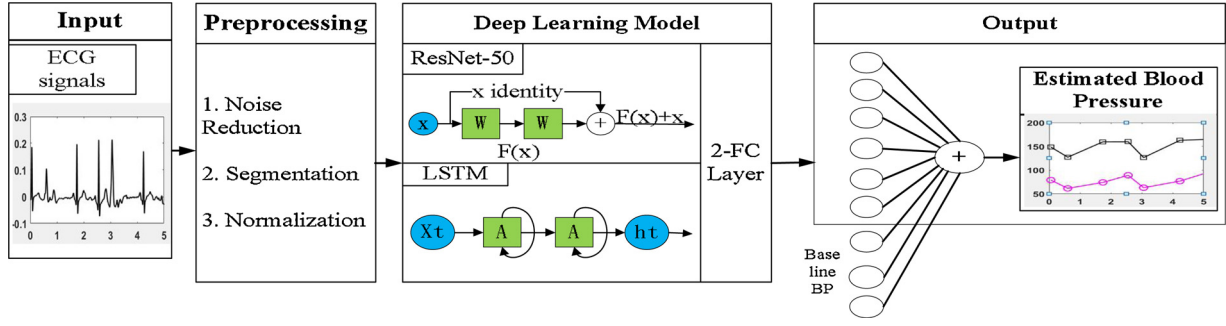 Input
ECG
signals
0.3
0.2
0.1
0
-0.1
0 1 2 3 4 5
Preprocessing
1. Noise
Reduction
2. Segmentation
3. Normalization
Deep Learning Model
ResNet-50
x identity
x
W
W
+
F(x)+x
F(x)
LSTM
Xt
A
A
ht
2-FC
Layer
Output
+
Base
line
BP
Estimated Blood
Pressure
200
150
100
50
0 1 2 3 4 5